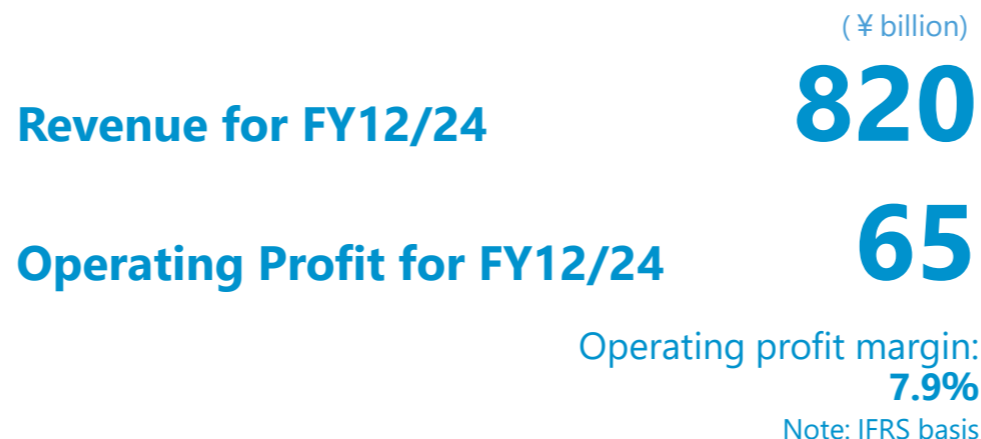 (¥ billion)
Revenue for FY12/24 820
Operating Profit for FY12/24 65
Operating profit margin:
7.9%
Note: IFRS basis